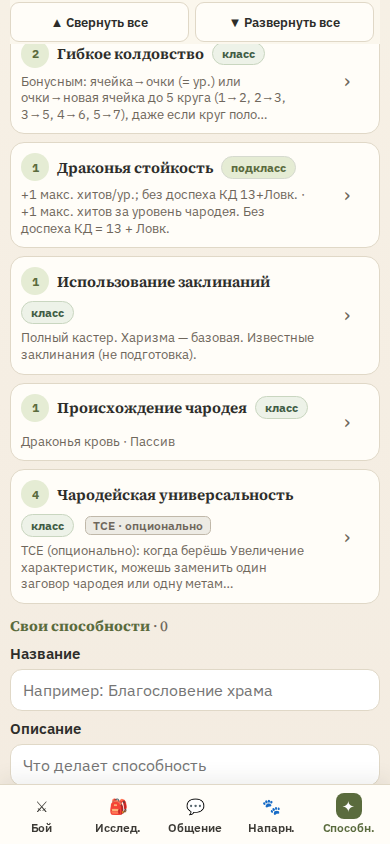 ▲ Свернуть все
▼ Развернуть все
2 Гибкое колдовство класс
Бонусным: ячейка→очки (= ур.) или
очки→новая ячейка до 5 круга (1→2, 2→3,
3→5, 4→6, 5→7), даже если круг поло…
1 Драконья стойкость подкласс
+1 макс. хитов/ур.; без доспеха КД 13+Ловк. ·
+1 макс. хитов за уровень чародея. Без
доспеха КД = 13 + Ловк.
1 Использование заклинаний
класс
Полный кастер. Харизма — базовая. Известные
заклинания (не подготовка).
1 Происхождение чародея класс
Драконья кровь · Пассив
4 Чародейская универсальность
класс TCE · опционально
TCE (опционально): когда берёшь Увеличение
характеристик, можешь заменить один
заговор чародея или одну метам…
Свои способности · 0
Название
Например: Благословение храма
Описание
Что делает способность
Бой
Исслед.
Общение
Напарн.
Способн.